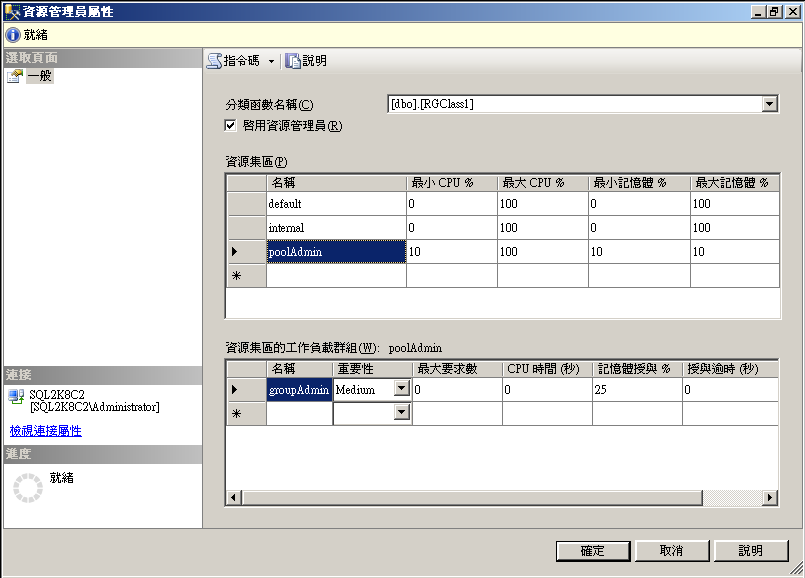 資源管理員屬性
就緒
選取頁面
一般
指令碼 說明
分類函數名稱(C) [dbo].[RGClass1]
啓用資源管理員(R)
資源集區(P)
名稱 最小 CPU % 最大 CPU % 最小記憶體 % 最大記憶體 %
default 0 100 0 100
internal 0 100 0 100
poolAdmin 10 100 10 10
資源集區的工作負載群組(W): poolAdmin
名稱 重要性 最大要求數 CPU 時間 (秒) 記憶體授與 % 授與逾時 (秒)
groupAdmin Medium 0 0 25 0
連接
SQL2K8C2
[SQL2K8C2\Administrator]
檢視連接屬性
進度
就緒
確定 取消 說明